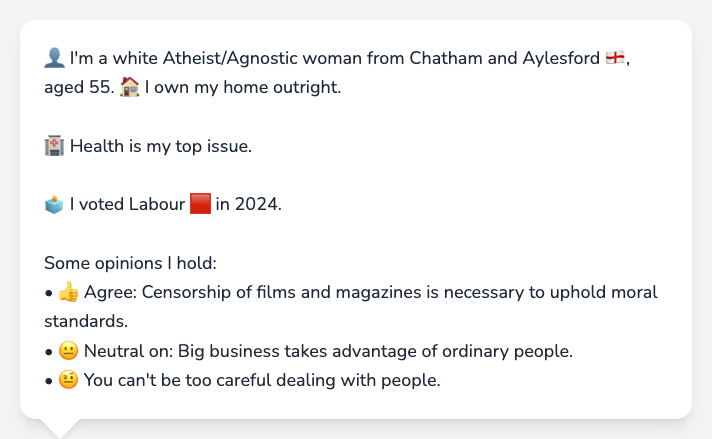 👤 I'm a white Atheist/Agnostic woman from Chatham and Aylesford 🏴󠁧󠁢󠁥󠁮󠁧󠁿,
aged 55. 🏠 I own my home outright.
🏥 Health is my top issue.
🗳️ I voted Labour 🟥 in 2024.
Some opinions I hold:
• 👍 Agree: Censorship of films and magazines is necessary to uphold moral
standards.
• 😐 Neutral on: Big business takes advantage of ordinary people.
• 🤨 You can't be too careful dealing with people.